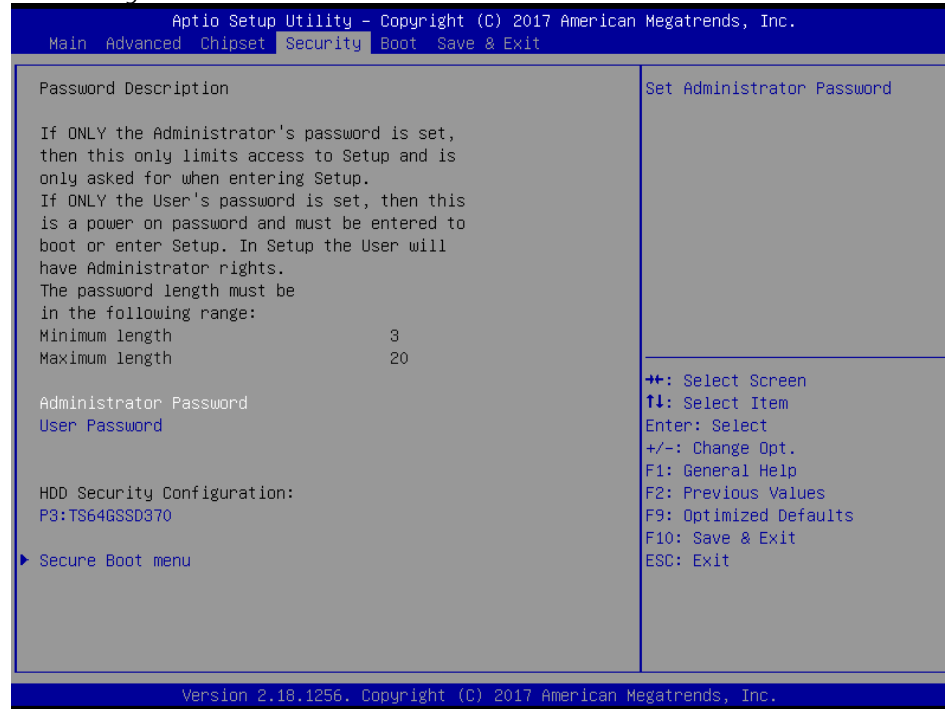 Aptio Setup Utility – Copyright (C) 2017 American Megatrends, Inc.
Main Advanced Chipset Security Boot Save & Exit
Password Description
If ONLY the Administrator's password is set,
then this only limits access to Setup and is
only asked for when entering Setup.
If ONLY the User's password is set, then this
is a power on password and must be entered to
boot or enter Setup. In Setup the User will
have Administrator rights.
The password length must be
in the following range:
Minimum length 3
Maximum length 20
Administrator Password
User Password
HDD Security Configuration:
P3:TS64GSSD370
Secure Boot menu
Set Administrator Password
→←: Select Screen
↑↓: Select Item
Enter: Select
+/-: Change Opt.
F1: General Help
F2: Previous Values
F9: Optimized Defaults
F10: Save & Exit
ESC: Exit
Version 2.18.1256. Copyright (C) 2017 American Megatrends, Inc.